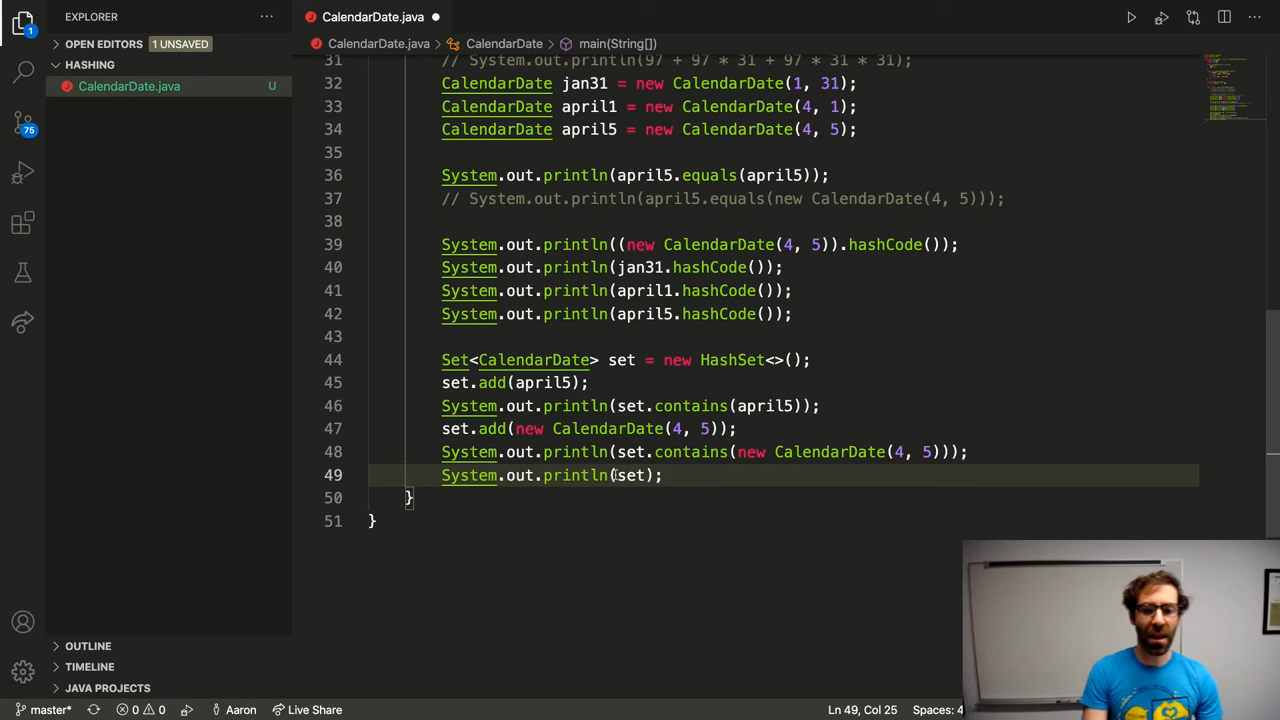 EXPLORER
CalendarDate.java
OPEN EDITORS 1 UNSAVED
CalendarDate.java > CalendarDate > main(String[])
HASHING
CalendarDate.java U
1
75
31 // System.out.println(97 + 97 * 31 + 97 * 31 * 31);
32 CalendarDate jan31 = new CalendarDate(1, 31);
33 CalendarDate april1 = new CalendarDate(4, 1);
34 CalendarDate april5 = new CalendarDate(4, 5);
35
36 System.out.println(april5.equals(april5));
37 // System.out.println(april5.equals(new CalendarDate(4, 5)));
38
39 System.out.println((new CalendarDate(4, 5)).hashCode());
40 System.out.println(jan31.hashCode());
41 System.out.println(april1.hashCode());
42 System.out.println(april5.hashCode());
43
44 Set<CalendarDate> set = new HashSet<>();
45 set.add(april5);
46 System.out.println(set.contains(april5));
47 set.add(new CalendarDate(4, 5));
48 System.out.println(set.contains(new CalendarDate(4, 5)));
49 System.out.println(set);
50 }
51 }
OUTLINE
TIMELINE
JAVA PROJECTS
master* 0 0 Aaron Live Share Ln 49, Col 25 Spaces: 4